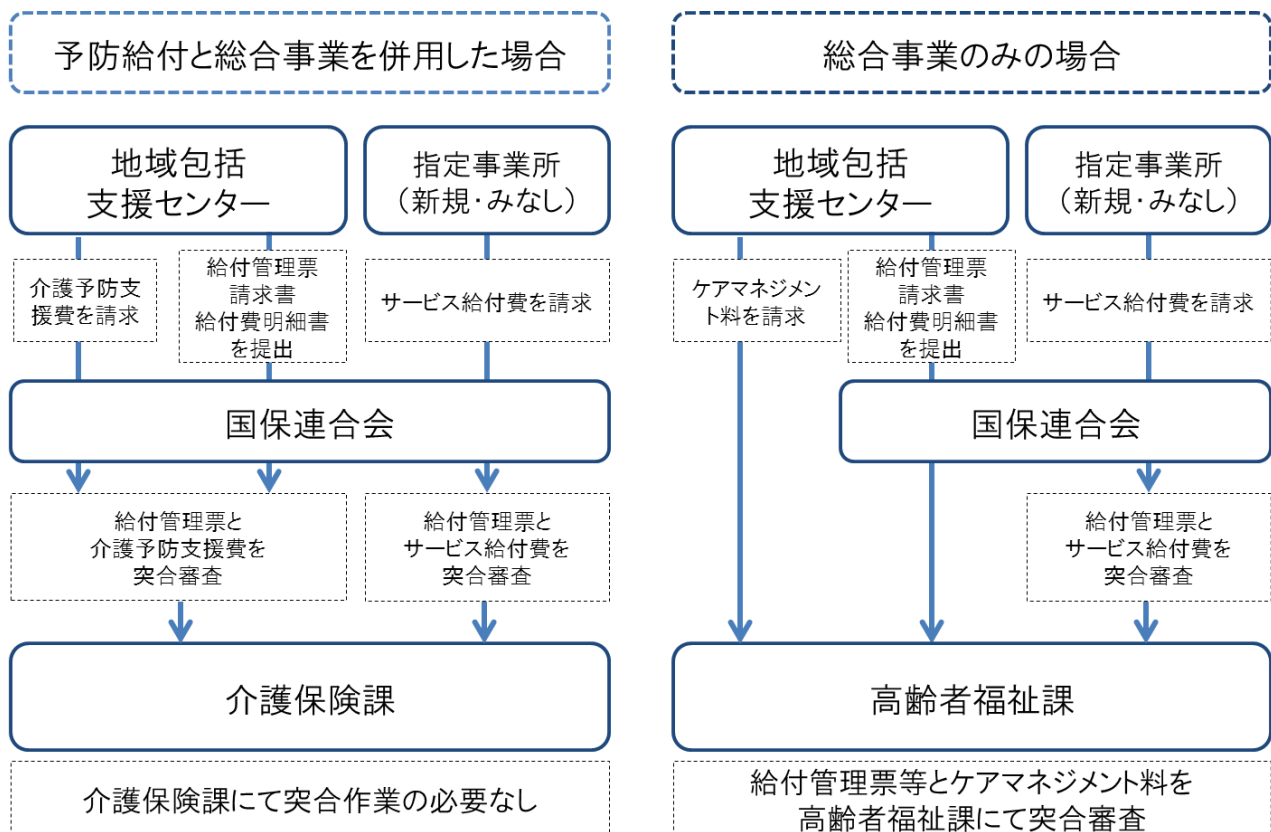 予防給付と総合事業を併用した場合
地域包括
支援センター
指定事業所
（新規・みなし）
介護予防支
援費を請求
給付管理票
請求書
給付費明細書
を提出
サービス給付費を請求
国保連合会
給付管理票と
介護予防支援費を
突合審査
給付管理票と
サービス給付費を
突合審査
介護保険課
介護保険課にて突合作業の必要なし
総合事業のみの場合
地域包括
支援センター
指定事業所
（新規・みなし）
ケアマネジメン
ト料を請求
給付管理票
請求書
給付費明細書
を提出
サービス給付費を請求
国保連合会
給付管理票と
サービス給付費を
突合審査
高齢者福祉課
給付管理票等とケアマネジメント料を
高齢者福祉課にて突合審査